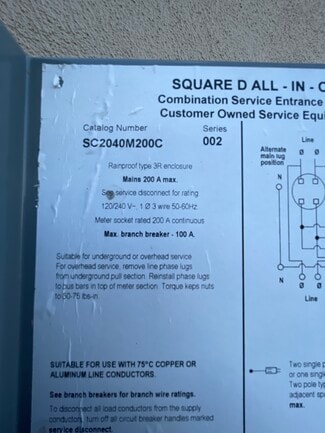 SQUARE D ALL - IN - O
Combination Service Entrance
Customer Owned Service Equi
Catalog Number
Series
SC2040M200C
002
Rainproof type 3R enclosure
Mains 200 A max.
See service disconnect for rating
120/240 V~, 1 Ø 3 wire 50-60Hz
Meter socket rated 200 A continuous
Max. branch breaker - 100 A.
Suitable for underground or overhead service.
For overhead service, remove line phase lugs
from underground pull section. Reinstall phase lugs
to bus bars in top of meter section. Torque keps nuts
to 60-75 lbs-in.
SUITABLE FOR USE WITH 75°C COPPER OR
ALUMINUM LINE CONDUCTORS.
See branch breakers for branch wire ratings.
To disconnect all load conductors from the supply
conductors, turn off all circuit breaker handles marked
service disconnect.
Line
Alternate
main lug
position
Ø Ø
N
N
N
Ø Ø
Line
Two single p
or one singl
Two pole typ
adjacent spa
m